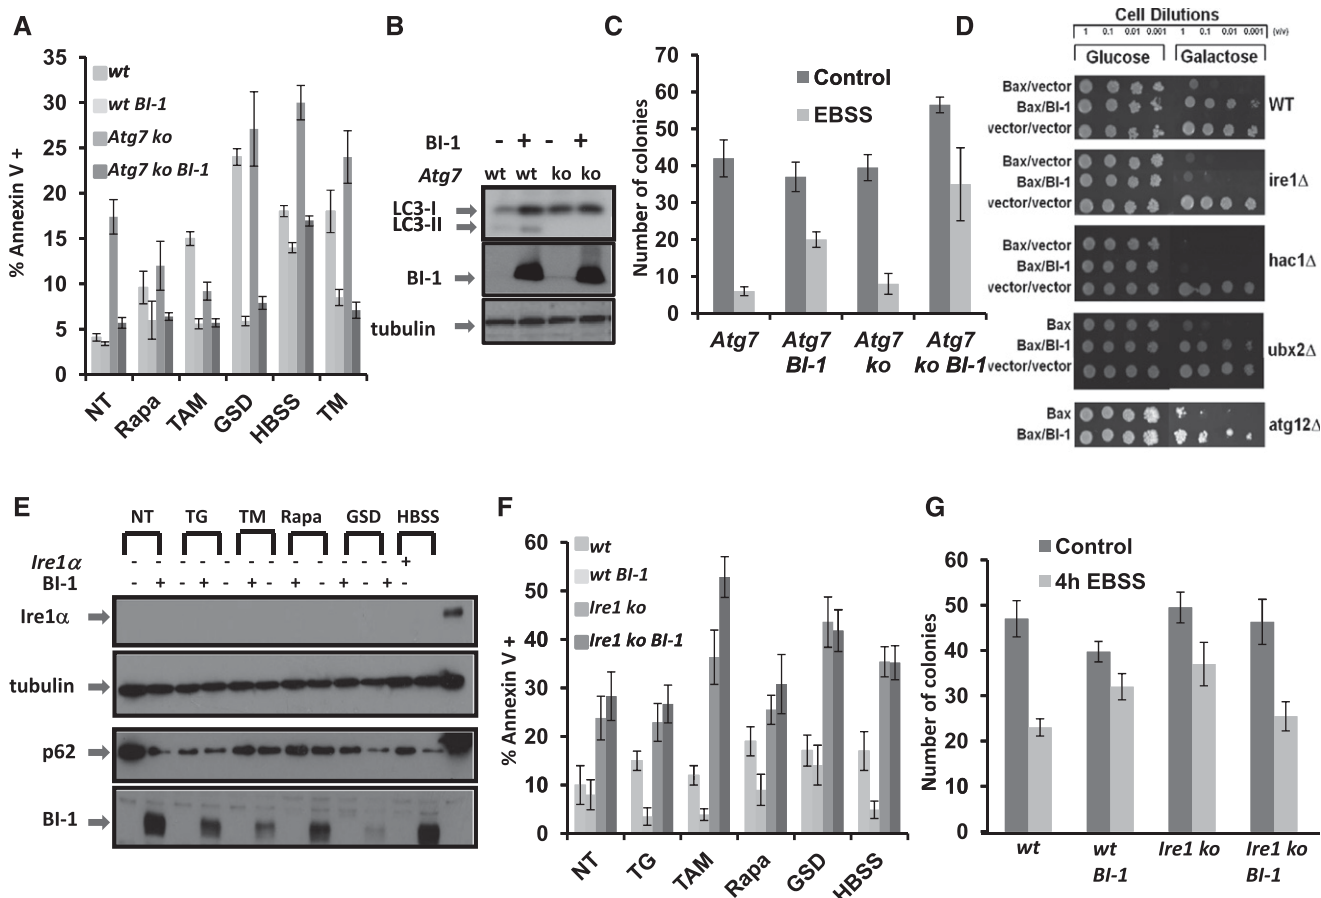 A
35
30
25
20
15
10
5
0
% Annexin V +
wt
wt BI-1
Atg7 ko
Atg7 ko BI-1
NT
Rapa
TAM
GSD
HBSS
TM
B
BI-1 - + - +
Atg7 wt wt ko ko
LC3-I
LC3-II
BI-1
tubulin
C
70
60
50
40
30
20
10
0
Number of colonies
Control
EBSS
Atg7
Atg7 BI-1
Atg7 ko
Atg7 ko BI-1
D
Cell Dilutions
1 0.1 0.01 0.001 1 0.1 0.01 0.001 (v/v)
Glucose Galactose
Bax/vector
Bax/BI-1 WT
vector/vector
Bax/vector
Bax/BI-1 ire1Δ
vector/vector
Bax/vector
Bax/BI-1 hac1Δ
vector/vector
Bax
Bax/BI-1 ubx2Δ
vector/vector
Bax
Bax/BI-1 atg12Δ
E
NT TG TM Rapa GSD HBSS
Ire1α - - - - - - - - - - - +
BI-1 - + - + - + - + - + - + -
Ire1α
tubulin
p62
BI-1
F
60
50
40
30
20
10
0
% Annexin V +
wt
wt BI-1
Ire1 ko
Ire1 ko BI-1
NT
TG
TAM
Rapa
GSD
HBSS
G
60
50
40
30
20
10
0
Number of colonies
Control
4h EBSS
wt
wt BI-1
Ire1 ko
Ire1 ko BI-1